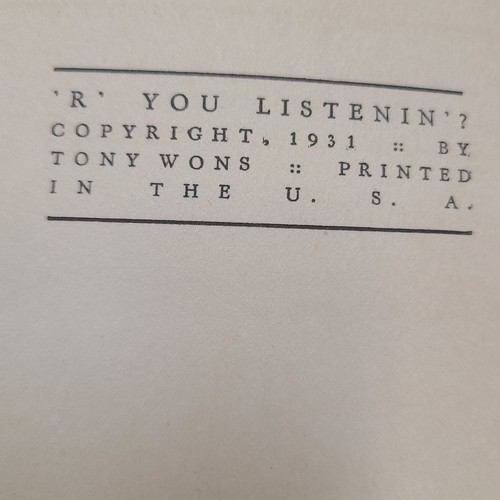 'R' YOU LISTENIN'?
COPYRIGHT, 1931 :: BY
TONY WONS :: PRINTED
IN THE U. S. A.